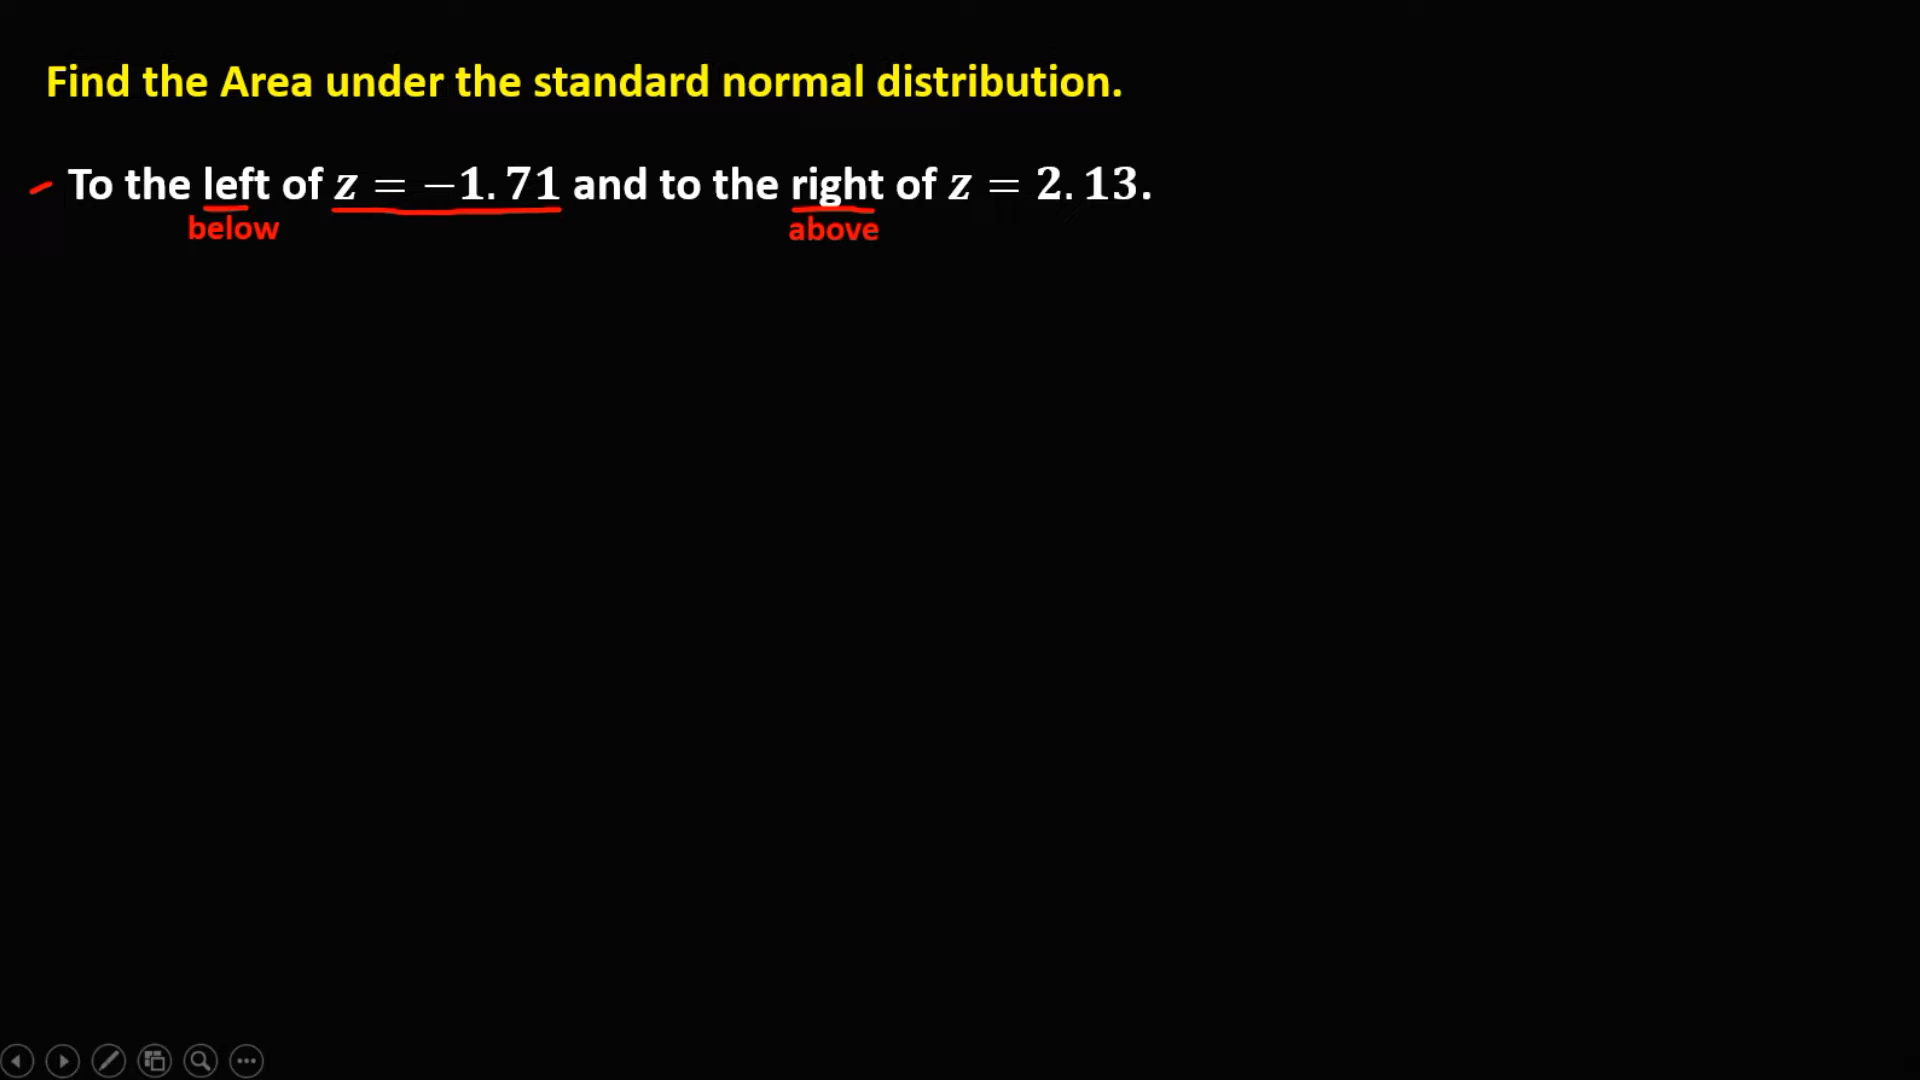 Find the Area under the standard normal distribution.
To the left of z = −1.71 and to the right of z = 2.13.
below above